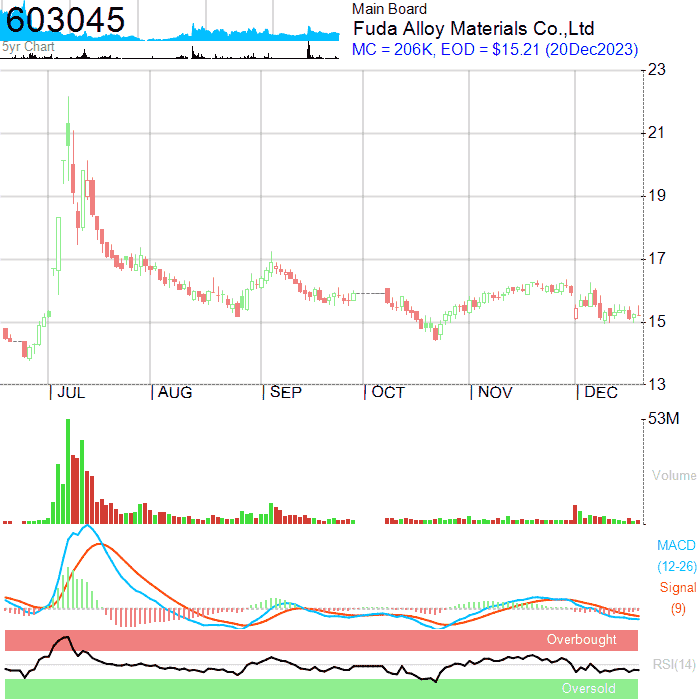 603045
5yr Chart
Main Board
Fuda Alloy Materials Co.,Ltd
MC = 206K, EOD = $15.21 (20Dec2023)
23
21
19
17
15
13
JUL AUG SEP OCT NOV DEC
53M
Volume
MACD
(12-26)
Signal
(9)
Overbought
RSI(14)
Oversold